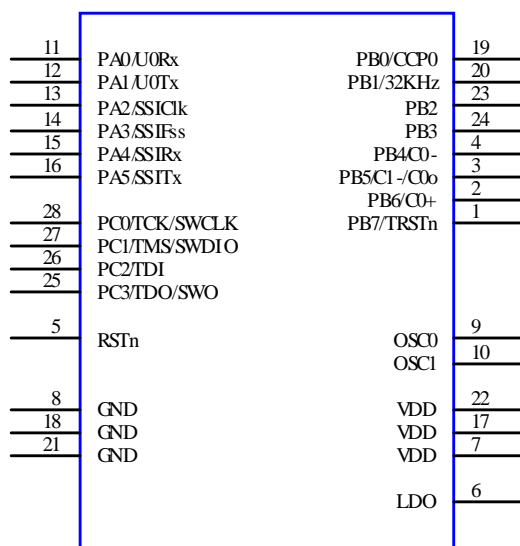 11 PA0/U0Rx PB0/CCP0 19
12 PA1/U0Tx PB1/32KHz 20
13 PA2/SSIClk PB2 23
14 PA3/SSIFss PB3 24
15 PA4/SSIRx PB4/C0- 4
16 PA5/SSITx PB5/C1-/C0o 3
PB6/C0+ 2
28 PC0/TCK/SWCLK PB7/TRSTn 1
27 PC1/TMS/SWDIO
26 PC2/TDI
25 PC3/TDO/SWO
5 RSTn OSC0 9
OSC1 10
8 GND VDD 22
18 GND VDD 17
21 GND VDD 7
LDO 6